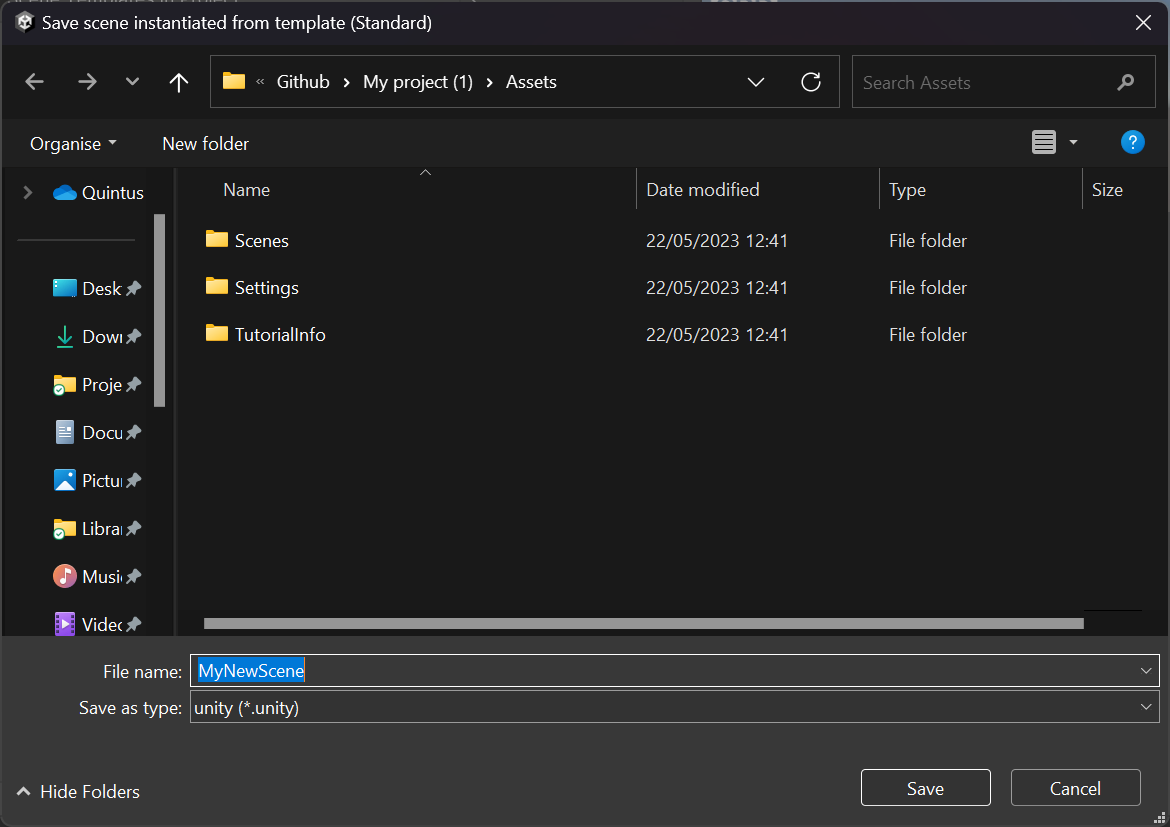 Save scene instantiated from template (Standard)
« Github > My project (1) > Assets
Search Assets
Organise
New folder
?
Quintus
Name
Date modified
Type
Size
Scenes 22/05/2023 12:41 File folder
Settings 22/05/2023 12:41 File folder
TutorialInfo 22/05/2023 12:41 File folder
Desk
Dow
Proje
Docu
Pictu
Libra
Musi
Vide
File name: MyNewScene
Save as type: unity (*.unity)
Hide Folders
Save
Cancel